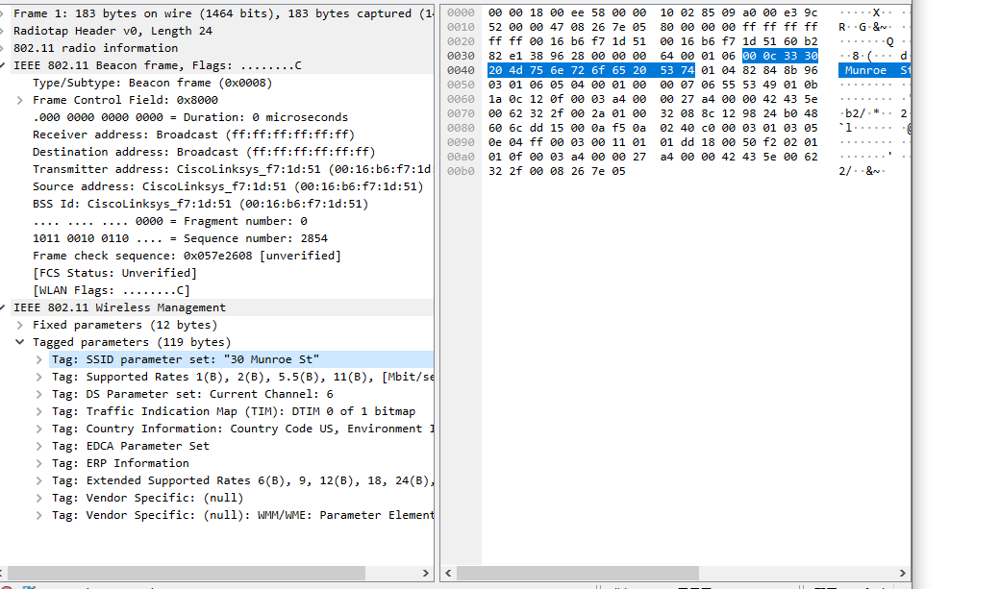 Frame 1: 183 bytes on wire (1464 bits), 183 bytes captured (14
Radiotap Header v0, Length 24
802.11 radio information
IEEE 802.11 Beacon frame, Flags: ........C
Type/Subtype: Beacon frame (0x0008)
Frame Control Field: 0x8000
.000 0000 0000 0000 = Duration: 0 microseconds
Receiver address: Broadcast (ff:ff:ff:ff:ff:ff)
Destination address: Broadcast (ff:ff:ff:ff:ff:ff)
Transmitter address: CiscoLinksys_f7:1d:51 (00:16:b6:f7:1d
Source address: CiscoLinksys_f7:1d:51 (00:16:b6:f7:1d:51)
BSS Id: CiscoLinksys_f7:1d:51 (00:16:b6:f7:1d:51)
.... .... .... 0000 = Fragment number: 0
1011 0010 0110 .... = Sequence number: 2854
Frame check sequence: 0x057e2608 [unverified]
[FCS Status: Unverified]
[WLAN Flags: ........C]
IEEE 802.11 Wireless Management
Fixed parameters (12 bytes)
Tagged parameters (119 bytes)
Tag: SSID parameter set: "30 Munroe St"
Tag: Supported Rates 1(B), 2(B), 5.5(B), 11(B), [Mbit/se
Tag: DS Parameter set: Current Channel: 6
Tag: Traffic Indication Map (TIM): DTIM 0 of 1 bitmap
Tag: Country Information: Country Code US, Environment I
Tag: EDCA Parameter Set
Tag: ERP Information
Tag: Extended Supported Rates 6(B), 9, 12(B), 18, 24(B),
Tag: Vendor Specific: (null)
Tag: Vendor Specific: (null): WMM/WME: Parameter Element
0000 00 00 18 00 ee 58 00 00 10 02 85 09 a0 00 e3 9c ·····X·· ·
0010 52 00 00 47 08 26 7e 05 80 00 00 00 ff ff ff ff R··G·&~· ·
0020 ff ff 00 16 b6 f7 1d 51 00 16 b6 f7 1d 51 60 b2 ·······Q ·
0030 82 e1 38 96 28 00 00 00 64 00 01 06 00 0c 33 30 ··8·(··· d
0040 20 4d 75 6e 72 6f 65 20 53 74 01 04 82 84 8b 96 Munroe St
0050 03 01 06 05 04 00 01 00 00 07 06 55 53 49 01 0b ········ ·
0060 1a 0c 12 0f 00 03 a4 00 00 27 a4 00 00 42 43 5e ········ ·'
0070 00 62 32 2f 00 2a 01 00 32 08 8c 12 98 24 b0 48 ·b2/·*·· 2
0080 60 6c dd 15 00 0a f5 0a 02 40 c0 00 03 01 03 05 `l······ ·@
0090 0e 04 ff 00 03 00 11 01 01 dd 18 00 50 f2 02 01 ········ ·
00a0 01 0f 00 03 a4 00 00 27 a4 00 00 42 43 5e 00 62 ·······' ·
00b0 32 2f 00 08 26 7e 05 2/··&~·